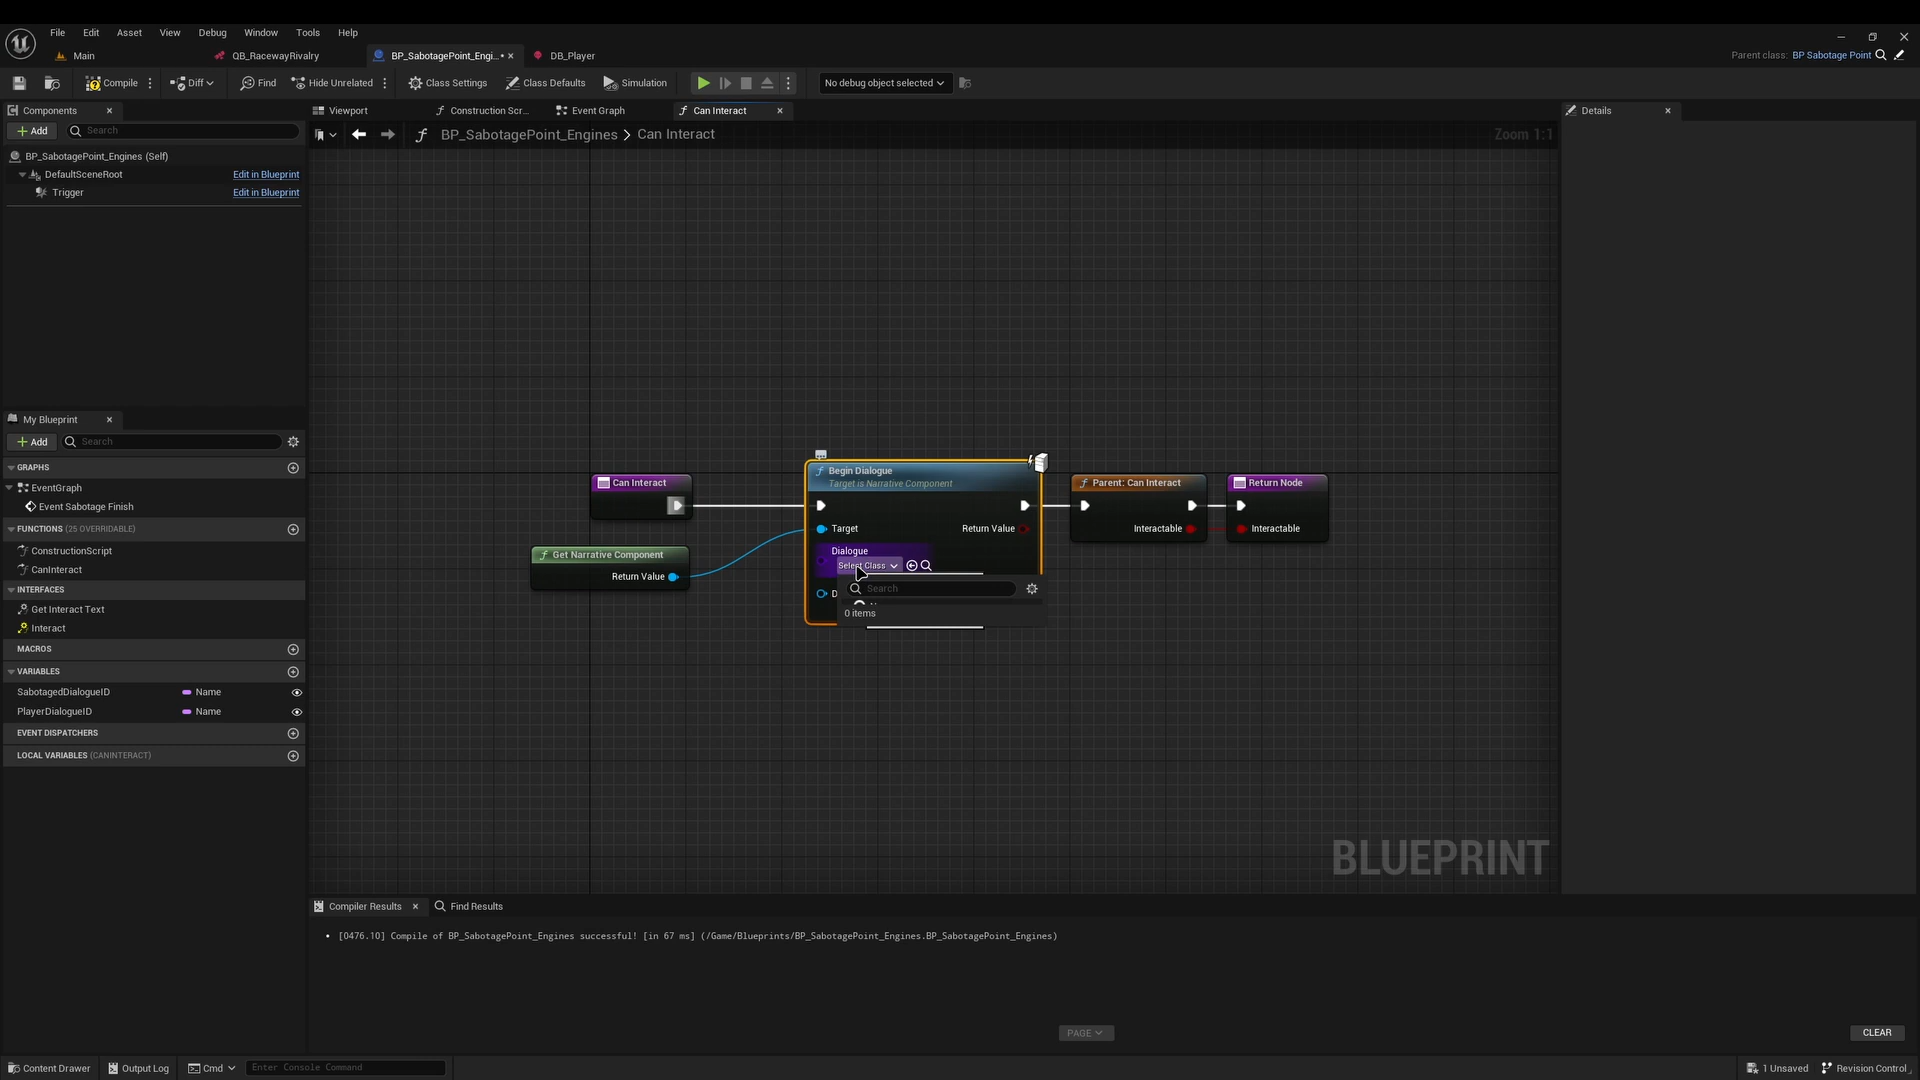 File Edit Asset View Window Tools Help
Main QB_RacewayRivalry BP_SabotagePoint_Engi... DB_Player Parent class: BP Sabotage Point
Compile Diff Find Hide Unrelated Class Settings Class Defaults Simulation No debug object selected
Components Viewport Construction Scr... Event Graph Can Interact Details
Add Search BP_SabotagePoint_Engines > Can Interact Zoom 1:1
BP_SabotagePoint_Engines (Self)
DefaultSceneRoot Edit in Blueprint
Trigger Edit in Blueprint
My Blueprint
Add Search
GRAPHS
EventGraph
Event Sabotage Finish
FUNCTIONS (25 OVERRIDABLE)
ConstructionScript
CanInteract
INTERFACES
Get Interact Text
Interact
MACROS
VARIABLES
SabotagedDialogueID Name
PlayerDialogueID Name
EVENT DISPATCHERS
LOCAL VARIABLES (CANINTERACT)
Can Interact
Get Narrative Component
Return Value
Begin Dialogue
Target is Narrative Component
Target Return Value
Dialogue
Select Class
Search
D
0 items
Parent: Can Interact
Interactable
Return Node
Interactable
BLUEPRINT
Compiler Results Find Results
• [0476.10] Compile of BP_SabotagePoint_Engines successful! [in 67 ms] (/Game/Blueprints/BP_SabotagePoint_Engines.BP_SabotagePoint_Engines)
PAGE CLEAR
Content Drawer Output Log Cmd Enter Console Command 1 Unsaved Revision Control